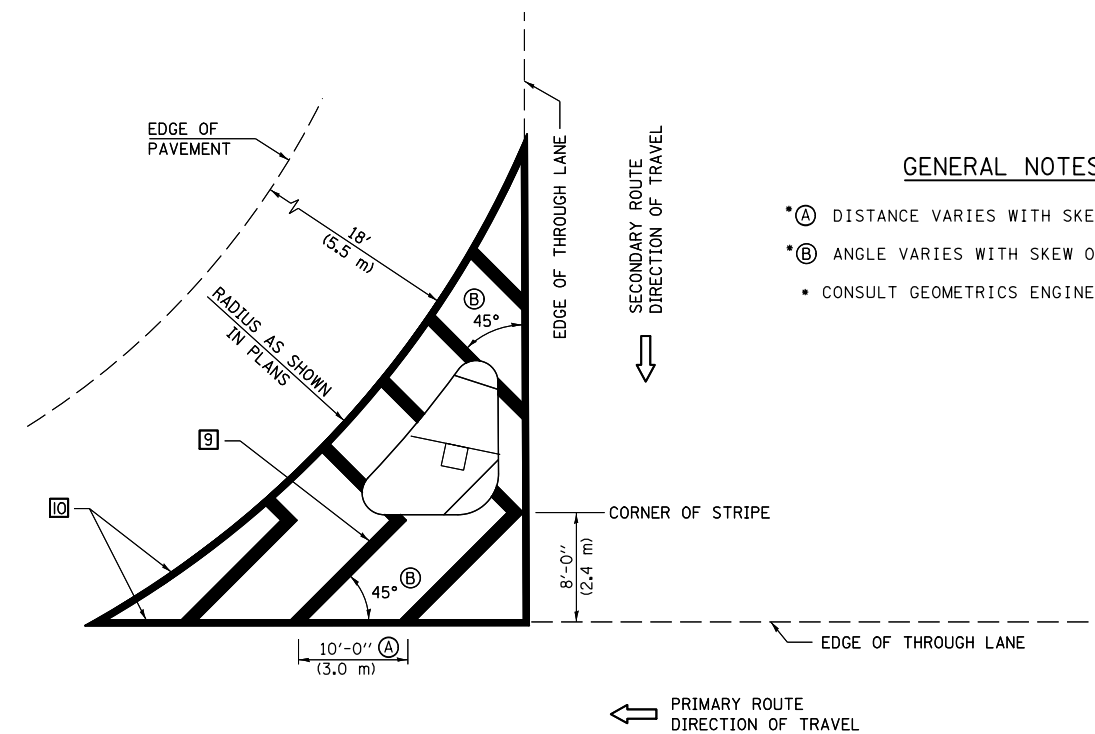 EDGE OF
PAVEMENT
18'
(5.5 m)
RADIUS AS SHOWN
IN PLANS
EDGE OF THROUGH LANE
SECONDARY ROUTE
DIRECTION OF TRAVEL
GENERAL NOTES
*Ⓐ DISTANCE VARIES WITH SKE
*Ⓑ ANGLE VARIES WITH SKEW O
* CONSULT GEOMETRICS ENGINE
Ⓑ
45°
9
10
CORNER OF STRIPE
8'-0"
(2.4 m)
45° Ⓑ
10'-0" Ⓐ
(3.0 m)
EDGE OF THROUGH LANE
PRIMARY ROUTE
DIRECTION OF TRAVEL